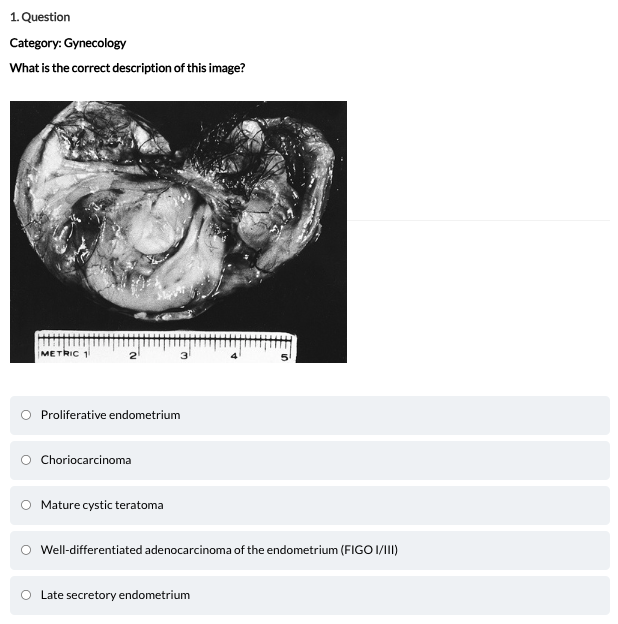 1. Question
Category: Gynecology
What is the correct description of this image?
METRIC 1 2 3 4 5
Proliferative endometrium
Choriocarcinoma
Mature cystic teratoma
Well-differentiated adenocarcinoma of the endometrium (FIGO I/III)
Late secretory endometrium